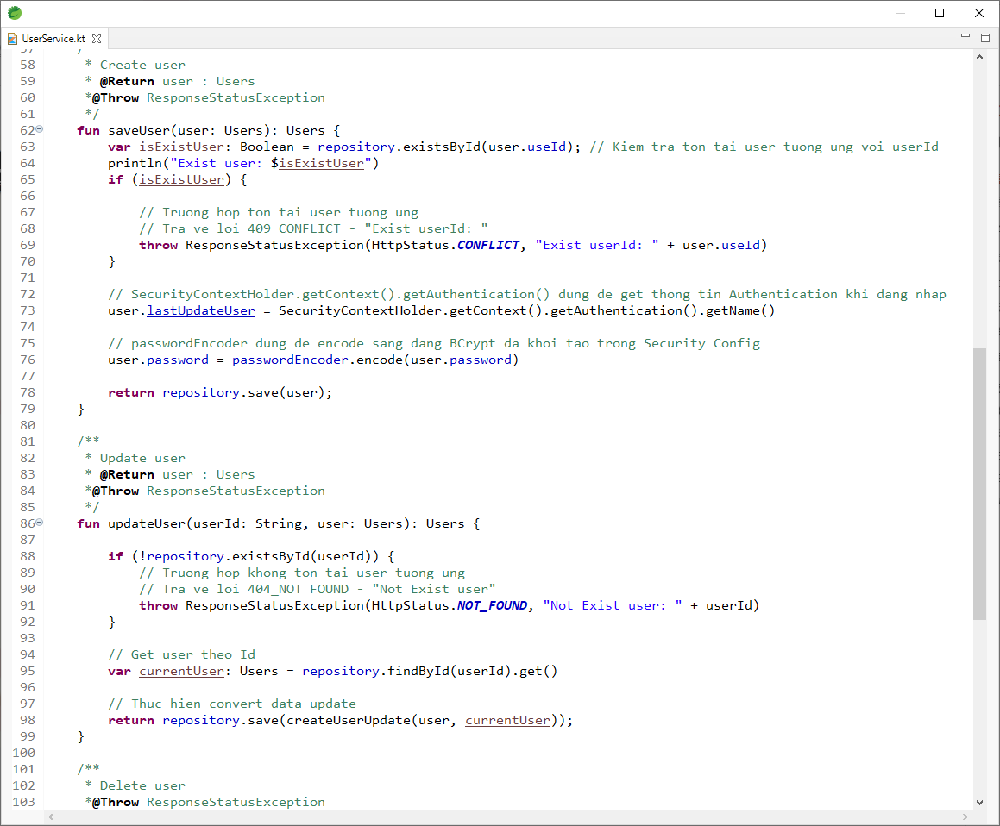 UserService.kt
57 /
58 * Create user
59 * @Return user : Users
60 *@Throw ResponseStatusException
61 */
62 fun saveUser(user: Users): Users {
63 var isExistUser: Boolean = repository.existsById(user.useId); // Kiem tra ton tai user tuong ung voi userId
64 println("Exist user: $isExistUser")
65 if (isExistUser) {
66
67 // Truong hop ton tai user tuong ung
68 // Tra ve loi 409_CONFLICT - "Exist userId: "
69 throw ResponseStatusException(HttpStatus.CONFLICT, "Exist userId: " + user.useId)
70 }
71
72 // SecurityContextHolder.getContext().getAuthentication() dung de get thong tin Authentication khi dang nhap
73 user.lastUpdateUser = SecurityContextHolder.getContext().getAuthentication().getName()
74
75 // passwordEncoder dung de encode sang dang BCrypt da khoi tao trong Security Config
76 user.password = passwordEncoder.encode(user.password)
77
78 return repository.save(user);
79 }
80
81 /**
82 * Update user
83 * @Return user : Users
84 *@Throw ResponseStatusException
85 */
86 fun updateUser(userId: String, user: Users): Users {
87
88 if (!repository.existsById(userId)) {
89 // Truong hop khong ton tai user tuong ung
90 // Tra ve loi 404_NOT FOUND - "Not Exist user"
91 throw ResponseStatusException(HttpStatus.NOT_FOUND, "Not Exist user: " + userId)
92 }
93
94 // Get user theo Id
95 var currentUser: Users = repository.findById(userId).get()
96
97 // Thuc hien convert data update
98 return repository.save(createUserUpdate(user, currentUser));
99 }
100
101 /**
102 * Delete user
103 *@Throw ResponseStatusException